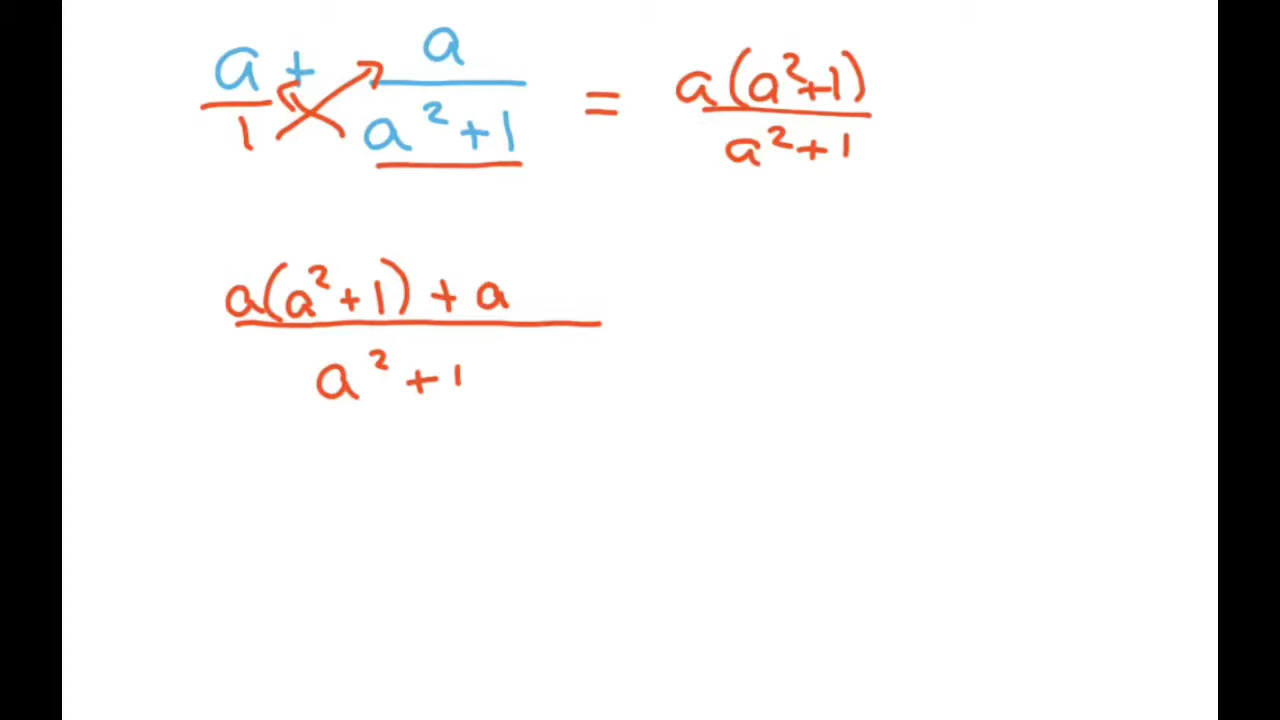 a/1 + a/(a²+1) = a(a²+1)/(a²+1)
(a(a²+1) + a)/(a²+1)